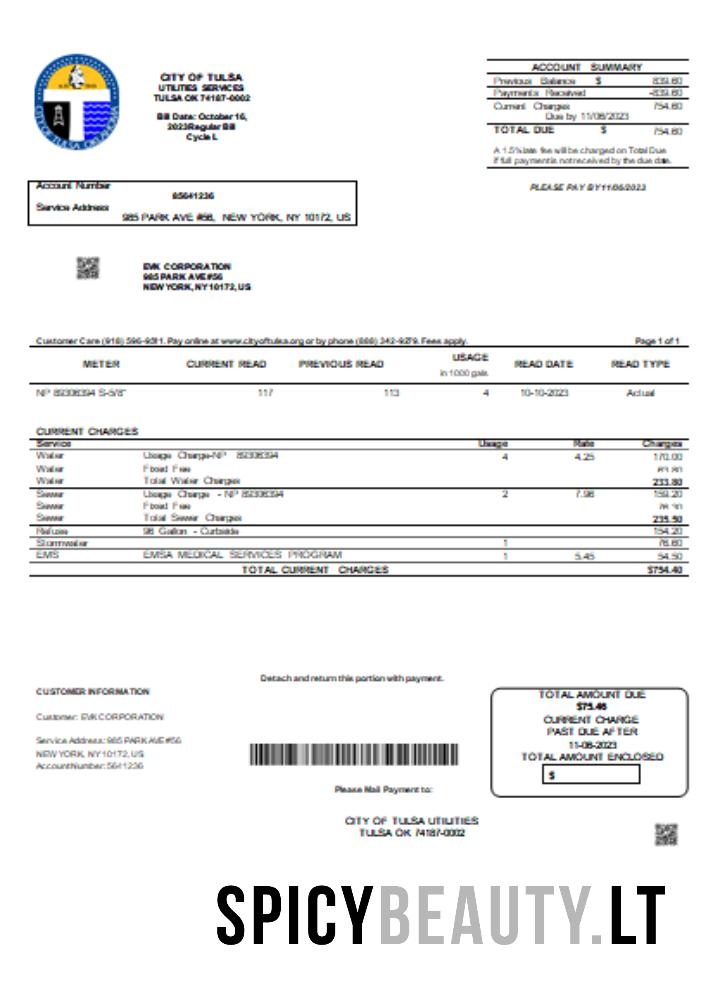 CITY OF TULSA
UTILITIES SERVICES
TULSA OK 74187-0002
Bill Date: October 16,
2023Regular Bill
Cycle L
ACCOUNT SUMMARY
Previous Balance $ 839.60
Payments Received -839.60
Current Charges 754.60
Due by 11/06/2023
TOTAL DUE $ 754.60
A 1.5% late fee will be charged on Total Due
if full payment is not received by the due date.
PLEASE PAY BY 11/06/2023
Account Number
85641236
Service Address
985 PARK AVE #56, NEW YORK, NY 10172, US
EVK CORPORATION
985 PARK AVE #56
NEW YORK, NY 10172, US
Customer Care (918) 596-9511. Pay online at www.cityoftulsa.org or by phone (888) 342-9279. Fees apply. Page 1 of 1
METER CURRENT READ PREVIOUS READ USAGE READ DATE READ TYPE
in 1000 gals
NP 89306394 S-5/8" 117 113 4 10-10-2023 Actual
CURRENT CHARGES
Service Usage Rate Charges
Water Usage Charge-NP 89306394 4 4.25 170.00
Water Fixed Fee 63.80
Water Total Water Charges 233.80
Sewer Usage Charge - NP 89306394 2 7.96 159.20
Sewer Fixed Fee 76.30
Sewer Total Sewer Charges 235.50
Refuse 96 Gallon - Curbside 154.20
Stormwater 1 76.60
EMS EMSA MEDICAL SERVICES PROGRAM 1 5.45 54.50
TOTAL CURRENT CHARGES $754.40
Detach and return this portion with payment.
CUSTOMER INFORMATION
Customer: EVK CORPORATION
Service Address: 985 PARK AVE #56
NEW YORK, NY 10172, US
Account Number: 5641236
TOTAL AMOUNT DUE
$75.46
CURRENT CHARGE
PAST DUE AFTER
11-06-2023
TOTAL AMOUNT ENCLOSED
$
Please Mail Payment to:
CITY OF TULSA UTILITIES
TULSA OK 74187-0002
SPICYBEAUTY.LT